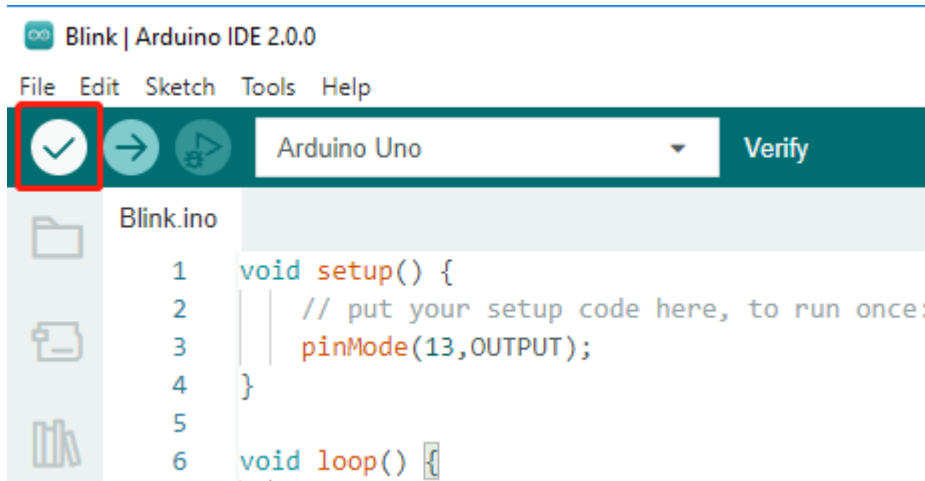 Blink | Arduino IDE 2.0.0
File Edit Sketch Tools Help
Arduino Uno Verify
Blink.ino
1 void setup() {
2 // put your setup code here, to run once:
3 pinMode(13,OUTPUT);
4 }
5
6 void loop() {